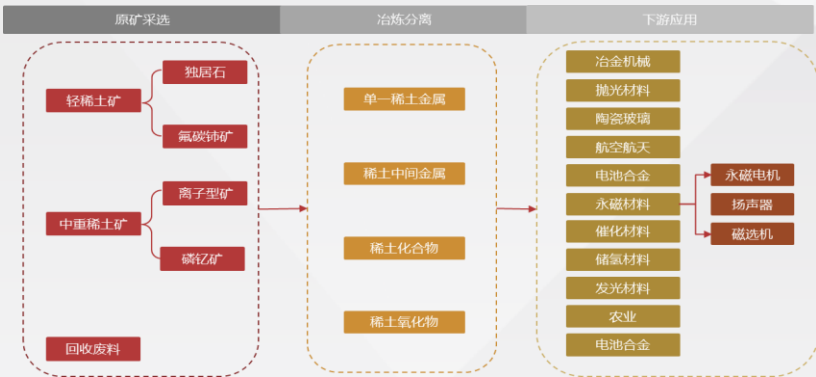 原矿采选
冶炼分离
下游应用
轻稀土矿
独居石
氟碳铈矿
中重稀土矿
离子型矿
磷钇矿
回收废料
单一稀土金属
稀土中间金属
稀土化合物
稀土氧化物
冶金机械
抛光材料
陶瓷玻璃
航空航天
电池合金
永磁材料
催化材料
储氢材料
发光材料
农业
电池合金
永磁电机
扬声器
磁选机